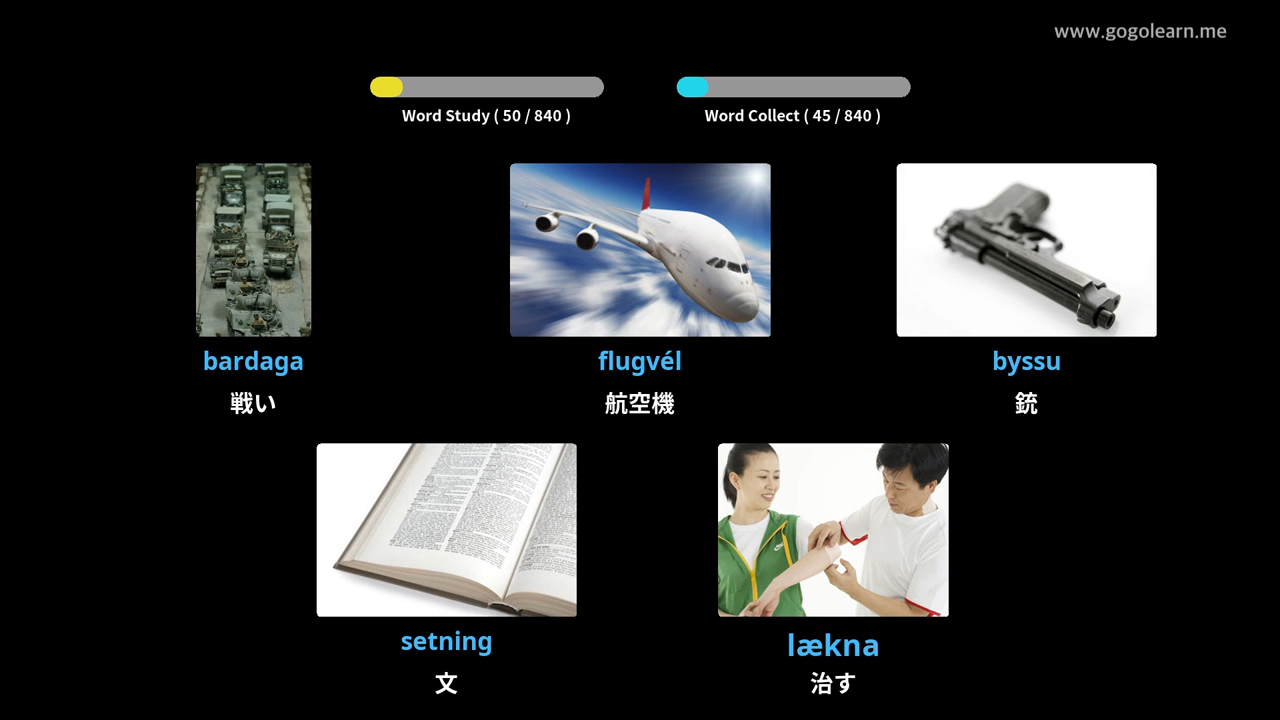 www.gogolearn.me
Word Study ( 50 / 840 )
Word Collect ( 45 / 840 )
bardaga
戦い
flugvél
航空機
byssu
銃
setning
文
lækna
治す